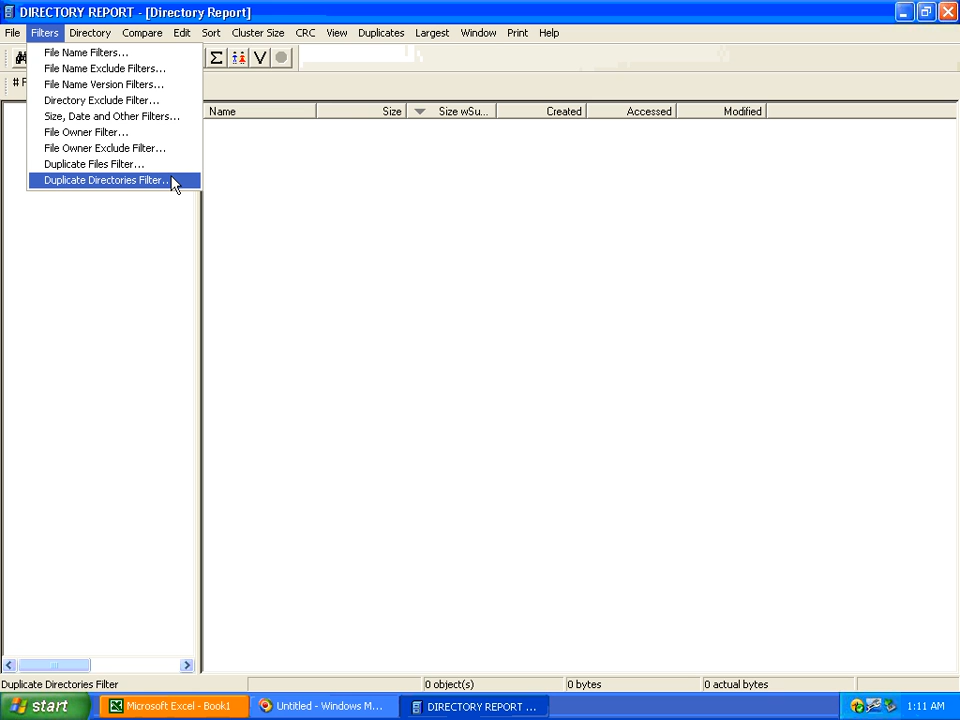 DIRECTORY REPORT - [Directory Report]
File Filters Directory Compare Edit Sort Cluster Size CRC View Duplicates Largest Window Print Help
File Name Filters...
File Name Exclude Filters...
File Name Version Filters...
Directory Exclude Filter...
Size, Date and Other Filters...
File Owner Filter...
File Owner Exclude Filter...
Duplicate Files Filter...
Duplicate Directories Filter...
Σ V
# F
Name Size Size wSu... Created Accessed Modified
Duplicate Directories Filter 0 object(s) 0 bytes 0 actual bytes
start Microsoft Excel - Book1 Untitled - Windows M... DIRECTORY REPORT ... 1:11 AM